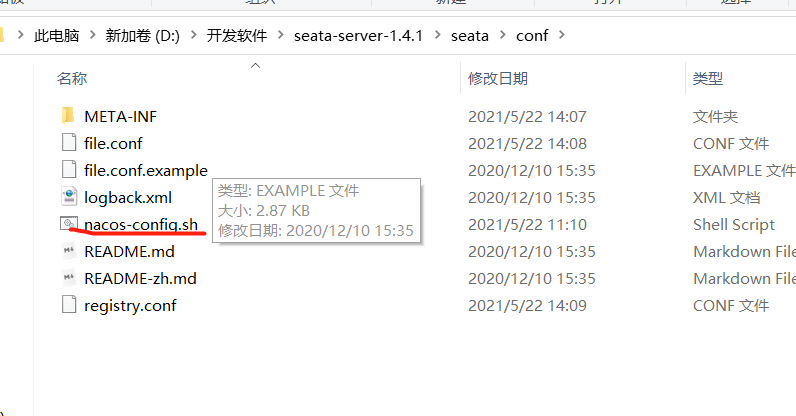 此电脑 > 新加卷 (D:) > 开发软件 > seata-server-1.4.1 > seata > conf >
名称 修改日期 类型
META-INF 2021/5/22 14:07 文件夹
file.conf 2021/5/22 14:08 CONF 文件
file.conf.example 2020/12/10 15:35 EXAMPLE 文件
logback.xml 2020/12/10 15:35 XML 文档
nacos-config.sh 2021/5/22 11:10 Shell Script
README.md 2020/12/10 15:35 Markdown File
README-zh.md 2020/12/10 15:35 Markdown File
registry.conf 2021/5/22 14:09 CONF 文件
类型: EXAMPLE 文件
大小: 2.87 KB
修改日期: 2020/12/10 15:35